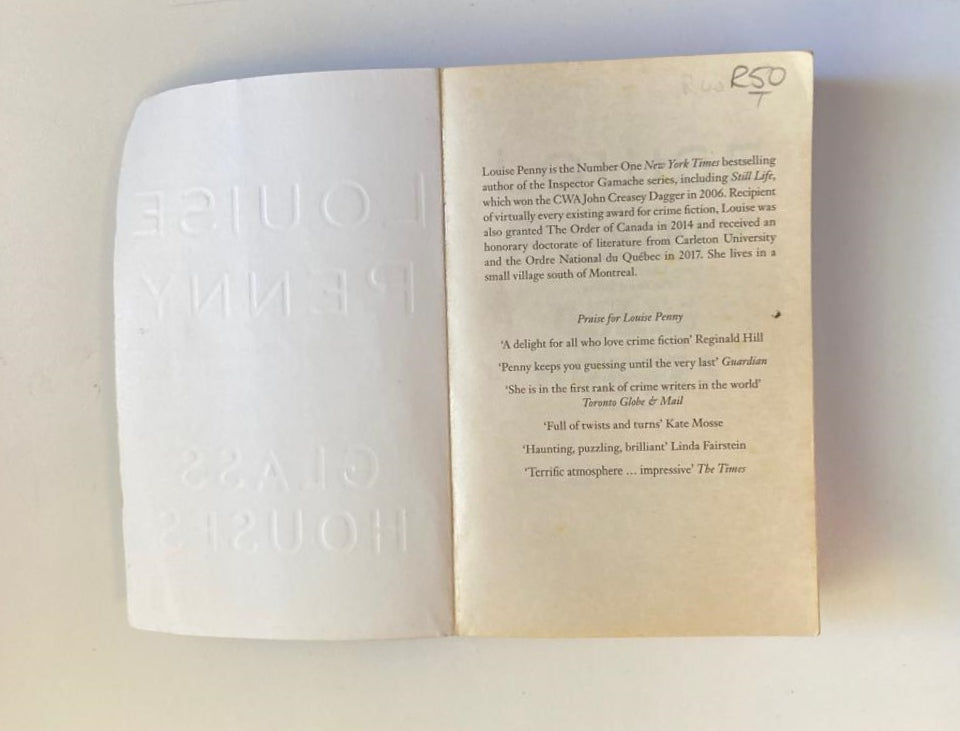 LOUISE
PENNY
GLASS
HOUSES
R50
T
Louise Penny is the Number One New York Times bestselling
author of the Inspector Gamache series, including Still Life,
which won the CWA John Creasey Dagger in 2006. Recipient
of virtually every existing award for crime fiction, Louise was
also granted The Order of Canada in 2014 and received an
honorary doctorate of literature from Carleton University
and the Ordre National du Québec in 2017. She lives in a
small village south of Montreal.
Praise for Louise Penny
‘A delight for all who love crime fiction’ Reginald Hill
‘Penny keeps you guessing until the very last’ Guardian
‘She is in the first rank of crime writers in the world’
Toronto Globe & Mail
‘Full of twists and turns’ Kate Mosse
‘Haunting, puzzling, brilliant’ Linda Fairstein
‘Terrific atmosphere … impressive’ The Times